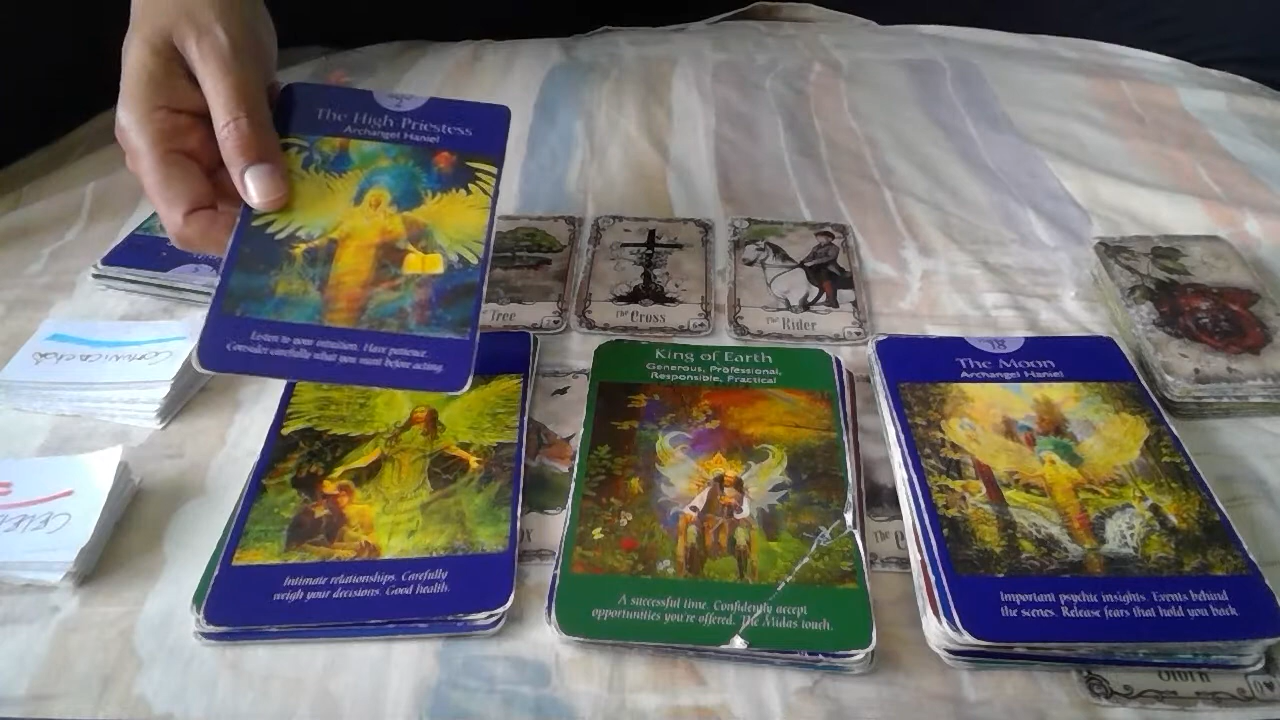 The High Priestess
Archangel Haniel
Listen to your intuition. Have patience.
Consider carefully what you want before acting.
Tree
The Cross
The Rider
Intimate relationships. Carefully
weigh your decisions. Good health.
King of Earth
Generous, Professional,
Responsible, Practical
A successful time. Confidently accept
opportunities you're offered. The Midas touch.
18
The Moon
Archangel Haniel
Important psychic insights. Events behind
the scenes. Release fears that hold you back
The